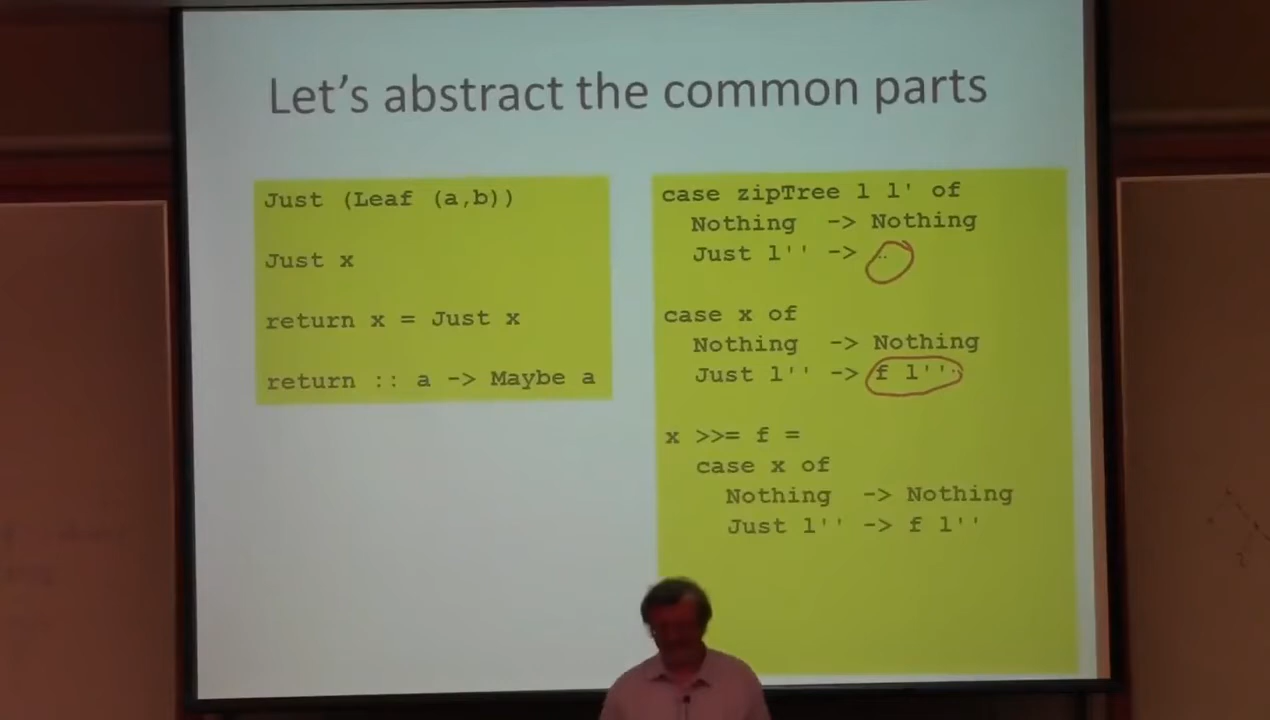 Let's abstract the common parts
Just (Leaf (a,b))
Just x
return x = Just x
return :: a -> Maybe a
case zipTree l l' of
Nothing -> Nothing
Just l'' -> ..
case x of
Nothing -> Nothing
Just l'' -> f l''
x >>= f =
case x of
Nothing -> Nothing
Just l'' -> f l''